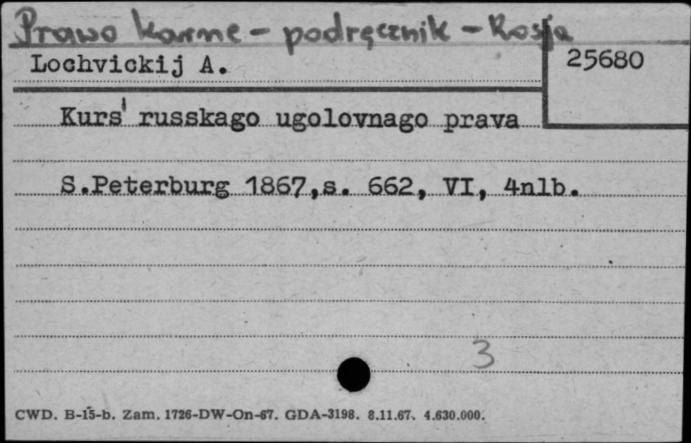 Prawo karne - podręcznik - Rosja
Lochvickij A.
25680
Kurs' russkago ugolovnago prava
S.Peterburg 1867,s. 662, VI, 4nlb.
3
CWD. B-15-b. Zam. 1726-DW-On-67. GDA-3198. 8.11.67. 4.630.000.